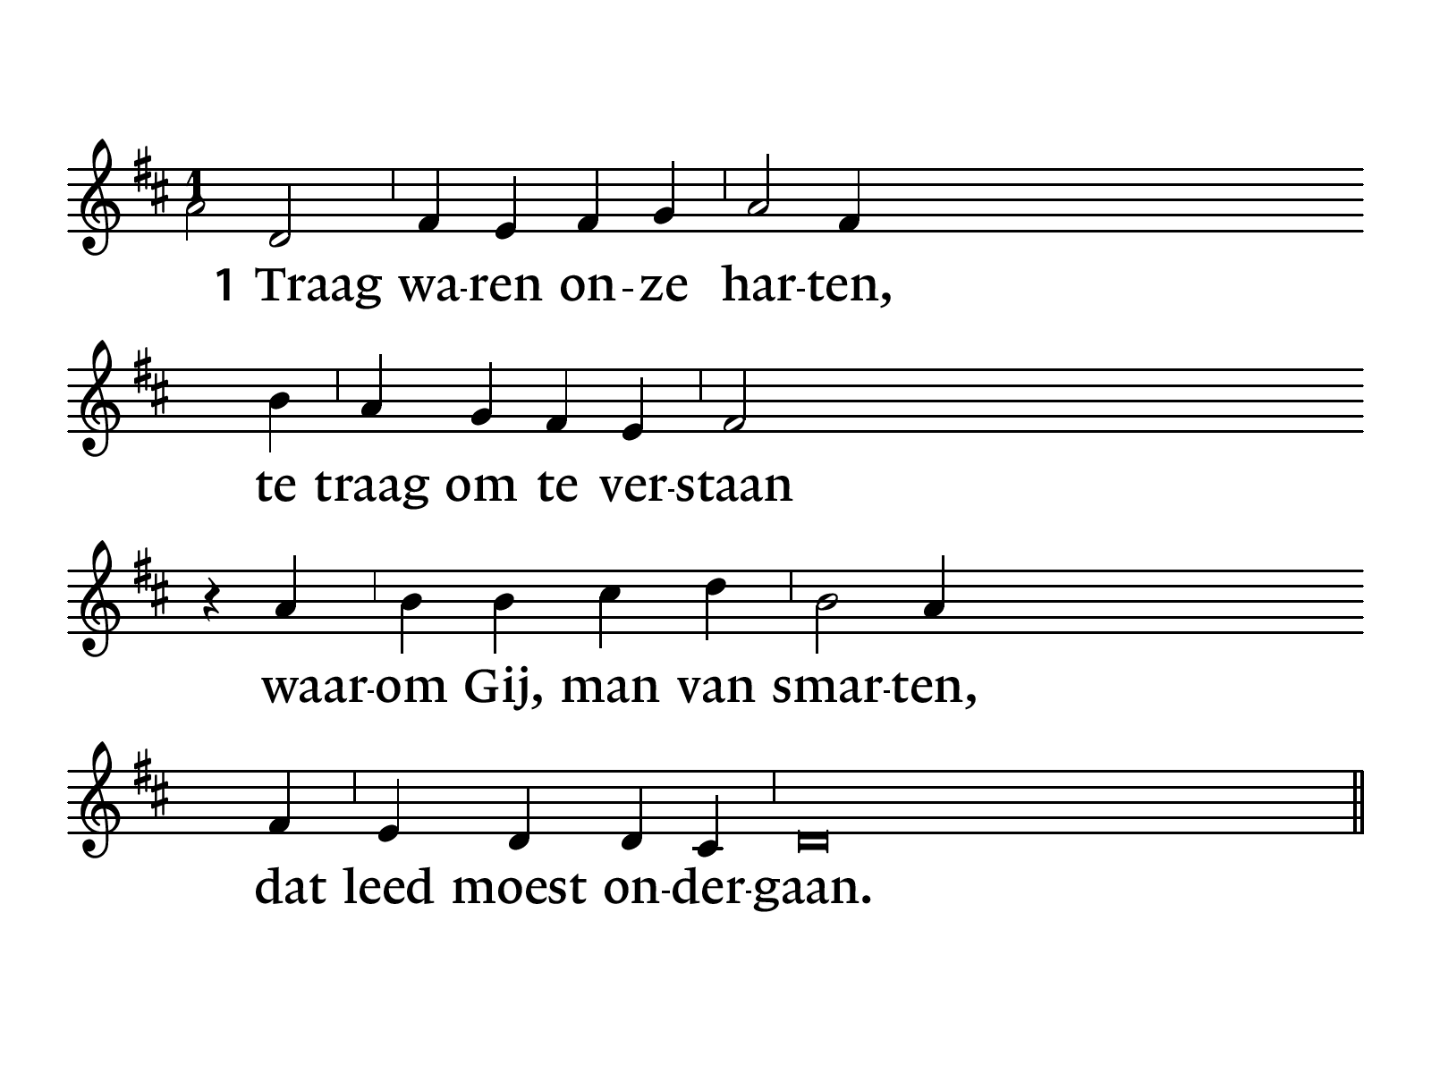 1
1 Traag wa-ren on-ze har-ten,
te traag om te ver-staan
waar-om Gij, man van smar-ten,
dat leed moest on-der-gaan.